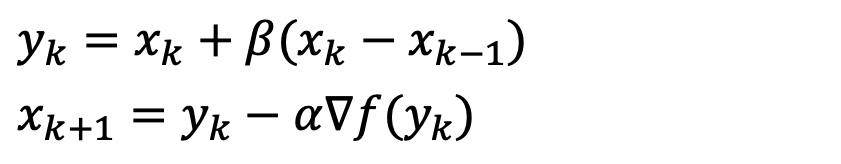 yₖ = xₖ + β(xₖ − xₖ₋₁)
xₖ₊₁ = yₖ − α∇f(yₖ)